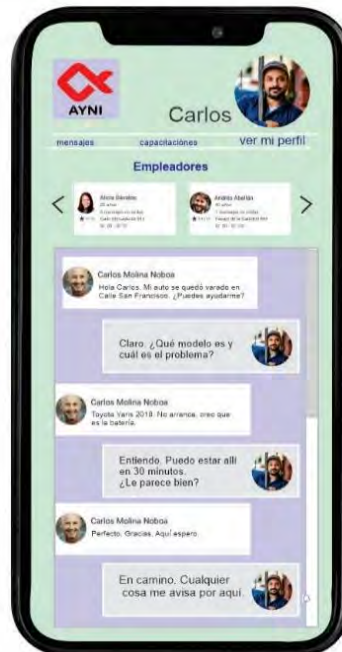 AYNI
Carlos
mensajes
capacitaciónes
ver mi perfil
Empleadores
Carlos Molina Noboa
Hola Carlos. Mi auto se quedó varado en
Calle San Francisco. ¿Puedes ayudarme?
Claro. ¿Qué modelo es y
cuál es el problema?
Carlos Molina Noboa
Toyota Yaris 2018. No arranca, creo que
es la batería.
Entiendo. Puedo estar allí
en 30 minutos.
¿Le parece bien?
Carlos Molina Noboa
Perfecto. Gracias. Aquí espero.
En camino. Cualquier
cosa me avisa por aquí.